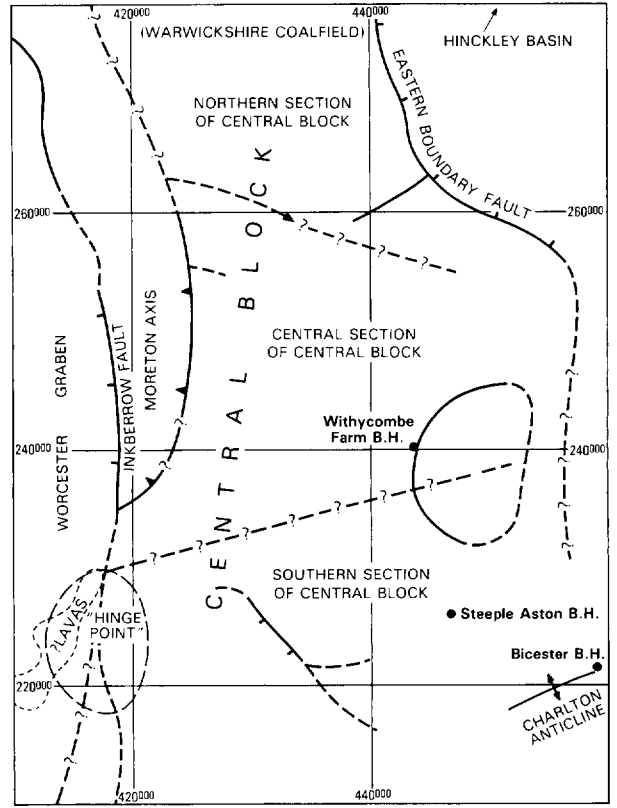 420000
440000
(WARWICKSHIRE COALFIELD)
HINCKLEY BASIN
NORTHERN SECTION
OF CENTRAL BLOCK
EASTERN BOUNDARY FAULT
260000
260000
CENTRAL BLOCK
WORCESTER GRABEN
INKBERROW FAULT
MORETON AXIS
CENTRAL SECTION
OF CENTRAL BLOCK
Withycombe
Farm B.H.
240000
240000
SOUTHERN SECTION
OF CENTRAL BLOCK
?LAVAS
"HINGE
POINT"
Steeple Aston B.H.
Bicester B.H.
220000
CHARLTON
ANTICLINE
420000
440000
? ? ? ? ? ? ? ? ? ? ? ? ? ? ? ? ? ? ? ?